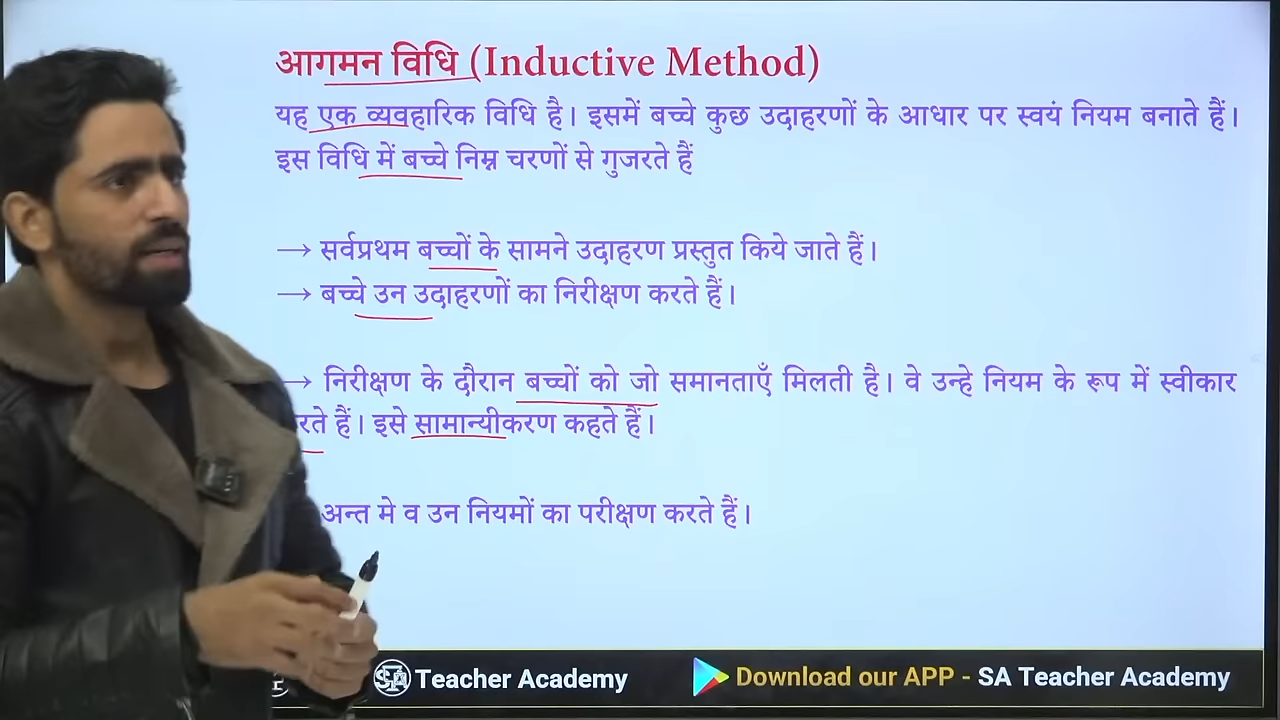 आगमन विधि (Inductive Method)
यह एक व्यवहारिक विधि है। इसमें बच्चे कुछ उदाहरणों के आधार पर स्वयं नियम बनाते हैं।
इस विधि में बच्चे निम्न चरणों से गुजरते हैं
→ सर्वप्रथम बच्चों के सामने उदाहरण प्रस्तुत किये जाते हैं।
→ बच्चे उन उदाहरणों का निरीक्षण करते हैं।
→ निरीक्षण के दौरान बच्चों को जो समानताएँ मिलती है। वे उन्हे नियम के रूप में स्वीकार
रते हैं। इसे सामान्यीकरण कहते हैं।
अन्त मे व उन नियमों का परीक्षण करते हैं।
SA Teacher Academy Download our APP - SA Teacher Academy